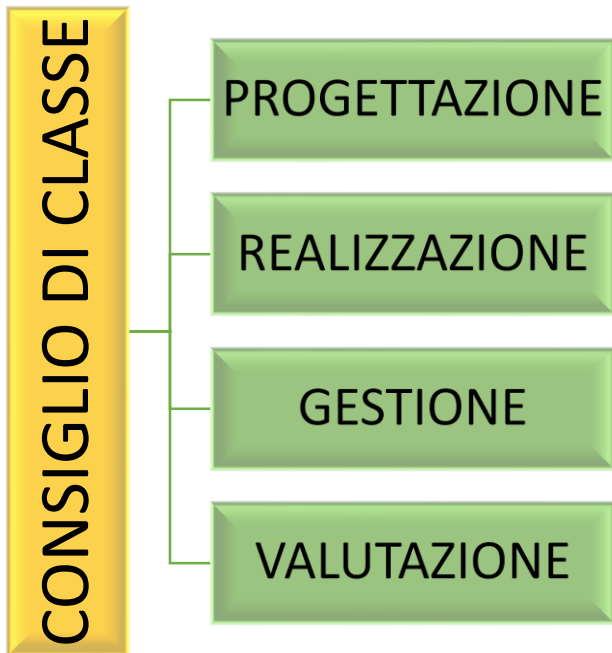 CONSIGLIO DI CLASSE
PROGETTAZIONE
REALIZZAZIONE
GESTIONE
VALUTAZIONE